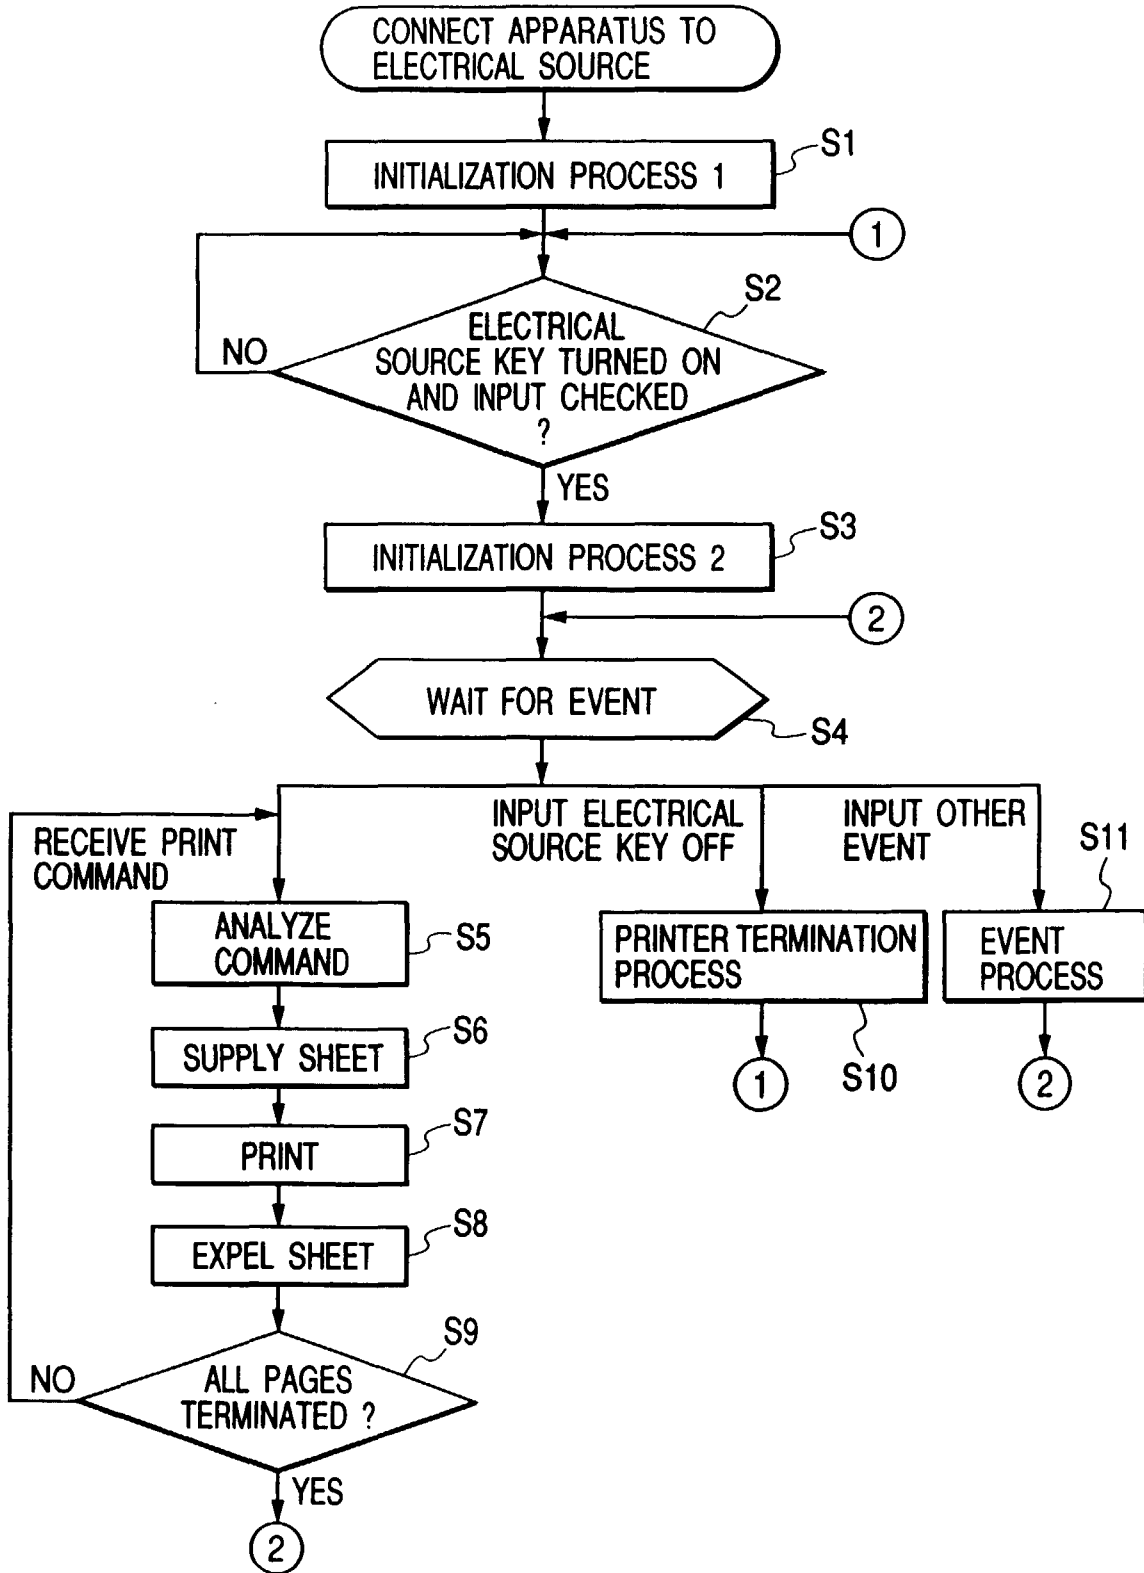 CONNECT APPARATUS TO
ELECTRICAL SOURCE
S1
INITIALIZATION PROCESS 1
1
S2
ELECTRICAL
SOURCE KEY TURNED ON
AND INPUT CHECKED
?
NO
YES
S3
INITIALIZATION PROCESS 2
2
WAIT FOR EVENT
S4
RECEIVE PRINT
COMMAND
INPUT ELECTRICAL
SOURCE KEY OFF
INPUT OTHER
EVENT
S11
ANALYZE
COMMAND
S5
PRINTER TERMINATION
PROCESS
EVENT
PROCESS
S6
SUPPLY SHEET
1
S10
2
S7
PRINT
S8
EXPEL SHEET
S9
NO
ALL PAGES
TERMINATED ?
YES
2